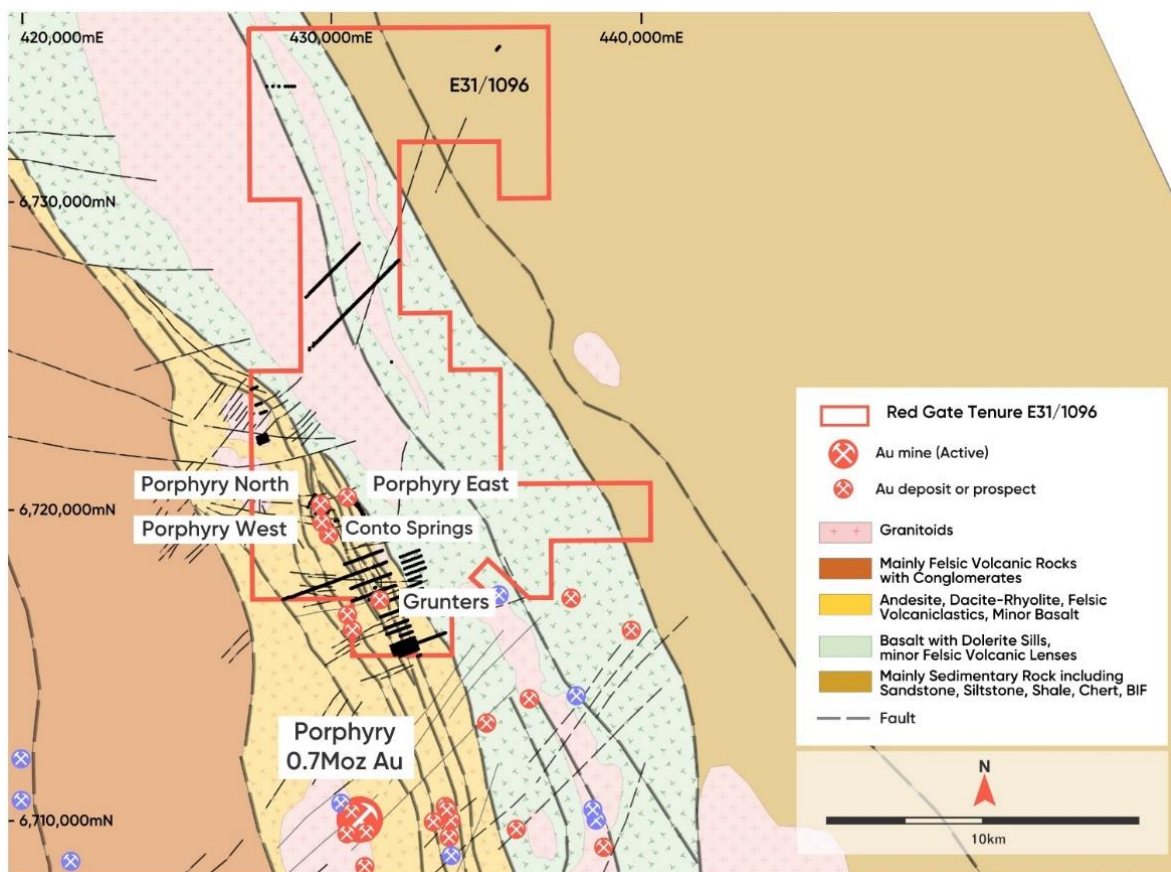 420,000mE
430,000mE
440,000mE
E31/1096
6,730,000mN
Porphyry North
Porphyry East
6,720,000mN
Porphyry West
Conto Springs
Grunters
Porphyry
0.7Moz Au
6,710,000mN
Red Gate Tenure E31/1096
Au mine (Active)
Au deposit or prospect
Granitoids
Mainly Felsic Volcanic Rocks
with Conglomerates
Andesite, Dacite-Rhyolite, Felsic
Volcaniclastics, Minor Basalt
Basalt with Dolerite Sills,
minor Felsic Volcanic Lenses
Mainly Sedimentary Rock including
Sandstone, Siltstone, Shale, Chert, BIF
Fault
N
10km